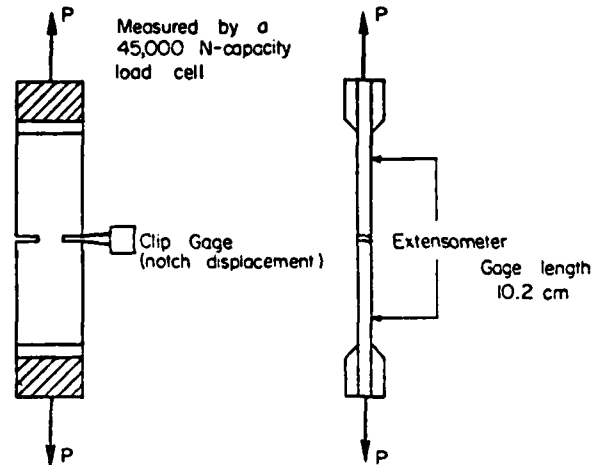 P
Measured by a
45,000 N-capacity
load cell
P
Clip Gage
(notch displacement)
Extensometer
Gage length
10.2 cm
P
P